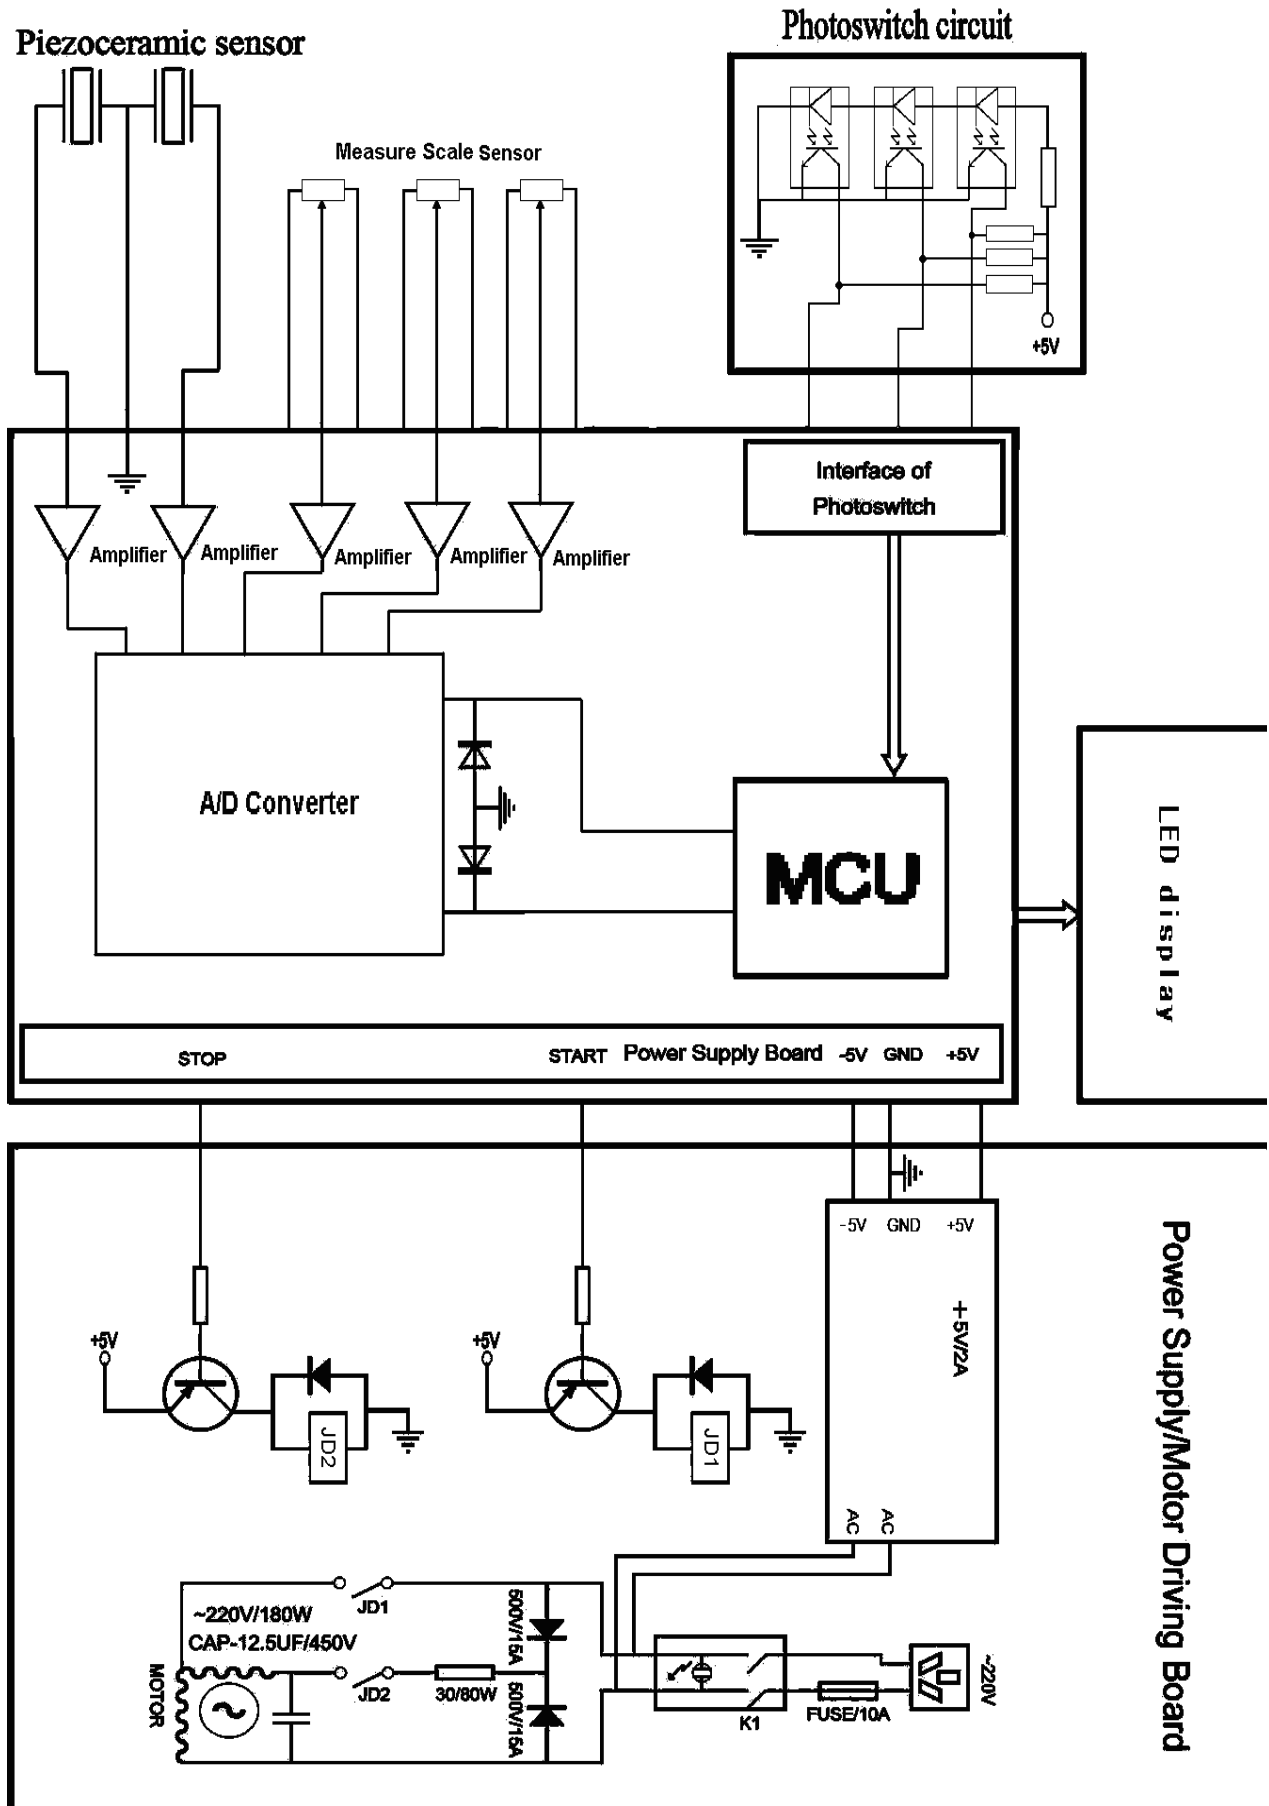 Piezoceramic sensor
Photoswitch circuit
Measure Scale Sensor
+5V
Interface of
Photoswitch
Amplifier
Amplifier
Amplifier
Amplifier
Amplifier
A/D Converter
MCU
LED display
STOP
START
Power Supply Board
-5V
GND
+5V
-5V
GND
+5V
+5V/2A
AC
AC
Power Supply/Motor Driving Board
+5V
JD2
+5V
JD1
~220V/180W
CAP-12.5UF/450V
MOTOR
JD1
JD2
30/80W
500V/15A
500V/15A
K1
FUSE/10A
~220V